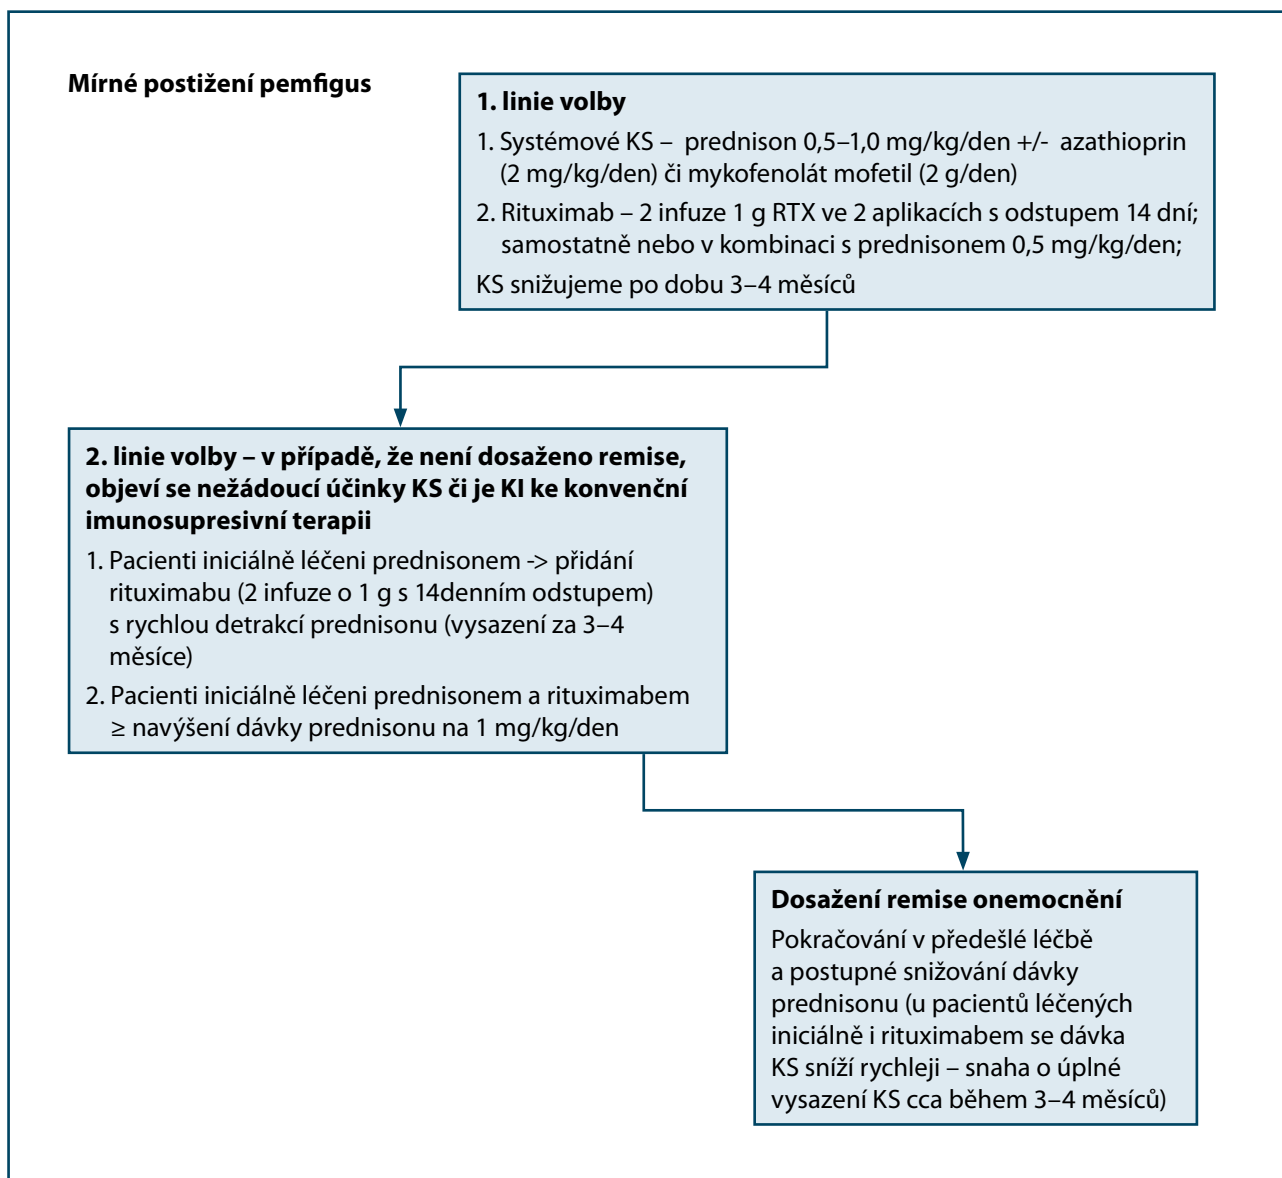 Mírné postižení pemfigus
1. linie volby
1. Systémové KS – prednison 0,5–1,0 mg/kg/den +/- azathioprin
(2 mg/kg/den) či mykofenolát mofetil (2 g/den)
2. Rituximab – 2 infuze 1 g RTX ve 2 aplikacích s odstupem 14 dní;
samostatně nebo v kombinaci s prednisonem 0,5 mg/kg/den;
KS snižujeme po dobu 3–4 měsíců
2. linie volby – v případě, že není dosaženo remise,
objeví se nežádoucí účinky KS či je KI ke konvenční
imunosupresivní terapii
1. Pacienti iniciálně léčeni prednisonem -> přidání
rituximabu (2 infuze o 1 g s 14denním odstupem)
s rychlou detrakcí prednisonu (vysazení za 3–4
měsíce)
2. Pacienti iniciálně léčeni prednisonem a rituximabem
≥ navýšení dávky prednisonu na 1 mg/kg/den
Dosažení remise onemocnění
Pokračování v předešlé léčbě
a postupné snižování dávky
prednisonu (u pacientů léčených
iniciálně i rituximabem se dávka
KS sníží rychleji – snaha o úplné
vysazení KS cca během 3–4 měsíců)